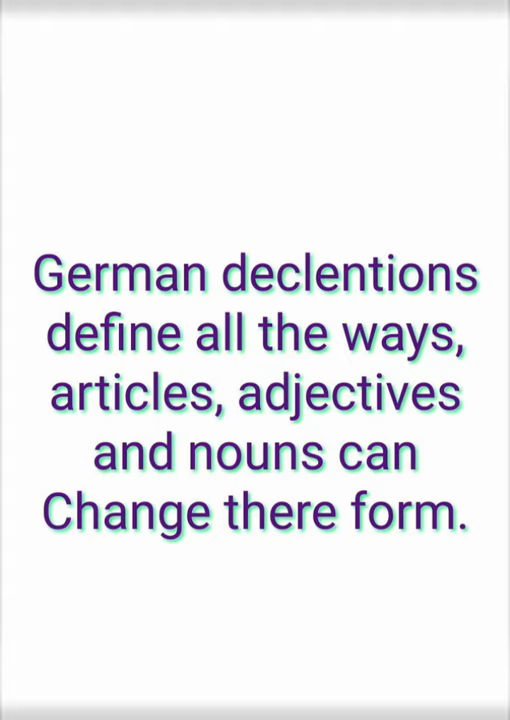 German declentions
define all the ways,
articles, adjectives
and nouns can
Change there form.